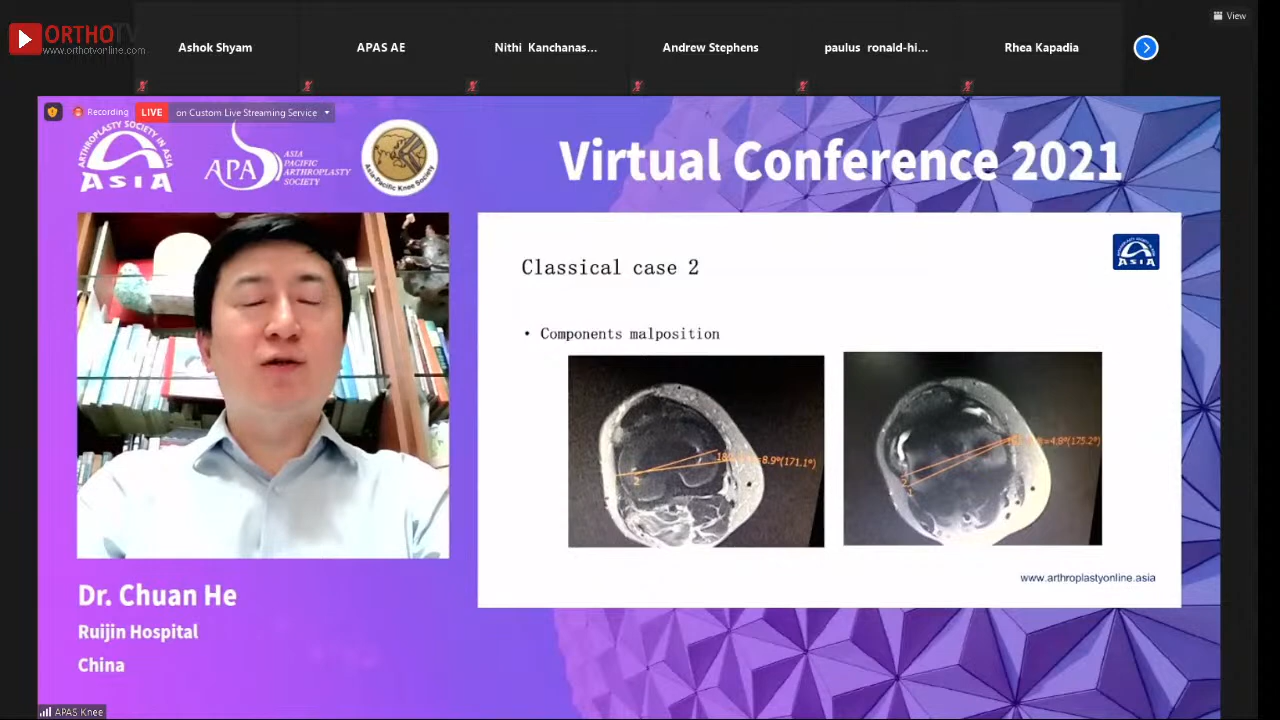 ORTHOTV
www.orthotvonline.com
View
Ashok Shyam
APAS AE
Nithi Kanchanas...
Andrew Stephens
paulus ronald-hi...
Rhea Kapadia
Recording
LIVE
on Custom Live Streaming Service
ARTHROPLASTY SOCIETY IN ASIA
ASIA
APAS
ASIA
PACIFIC
ARTHROPLASTY
SOCIETY
Asia-Pacific Knee Society
Virtual Conference 2021
ASIA
Classical case 2
• Components malposition
=8.9°(171.1°)
2
=4.8°(175.2°)
www.arthroplastyonline.asia
Dr. Chuan He
Ruijin Hospital
China
APAS Knee